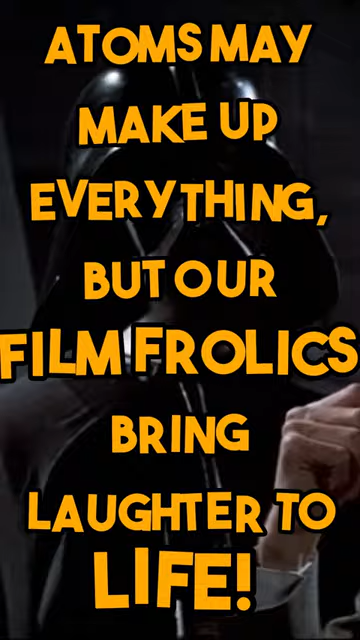 ATOMS MAY
MAKE UP
EVERYTHING,
BUT OUR
FILM FROLICS
BRING
LAUGHTER TO
LIFE!